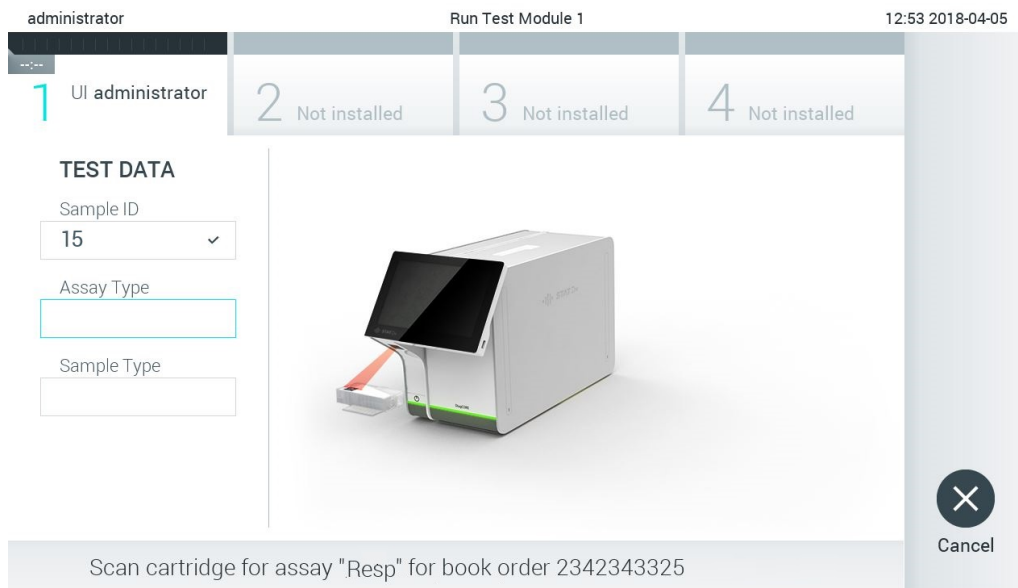 administrator Run Test Module 1 12:53 2018-04-05
--:--
1 UI administrator 2 Not installed 3 Not installed 4 Not installed
TEST DATA
Sample ID
15
Assay Type
Sample Type
Cancel
Scan cartridge for assay "Resp" for book order 2342343325